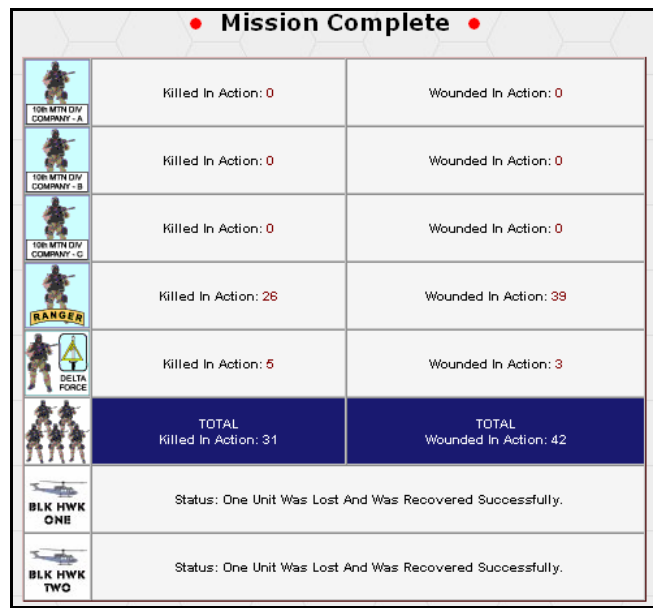 Mission Complete
10th MTN DIV
COMPANY - A
Killed In Action: 0
Wounded In Action: 0
10th MTN DIV
COMPANY - B
Killed In Action: 0
Wounded In Action: 0
10th MTN DIV
COMPANY - C
Killed In Action: 0
Wounded In Action: 0
RANGER
Killed In Action: 26
Wounded In Action: 39
DELTA
FORCE
Killed In Action: 5
Wounded In Action: 3
TOTAL
Killed In Action: 31
TOTAL
Wounded In Action: 42
BLK HWK
ONE
Status: One Unit Was Lost And Was Recovered Successfully.
BLK HWK
TWO
Status: One Unit Was Lost And Was Recovered Successfully.